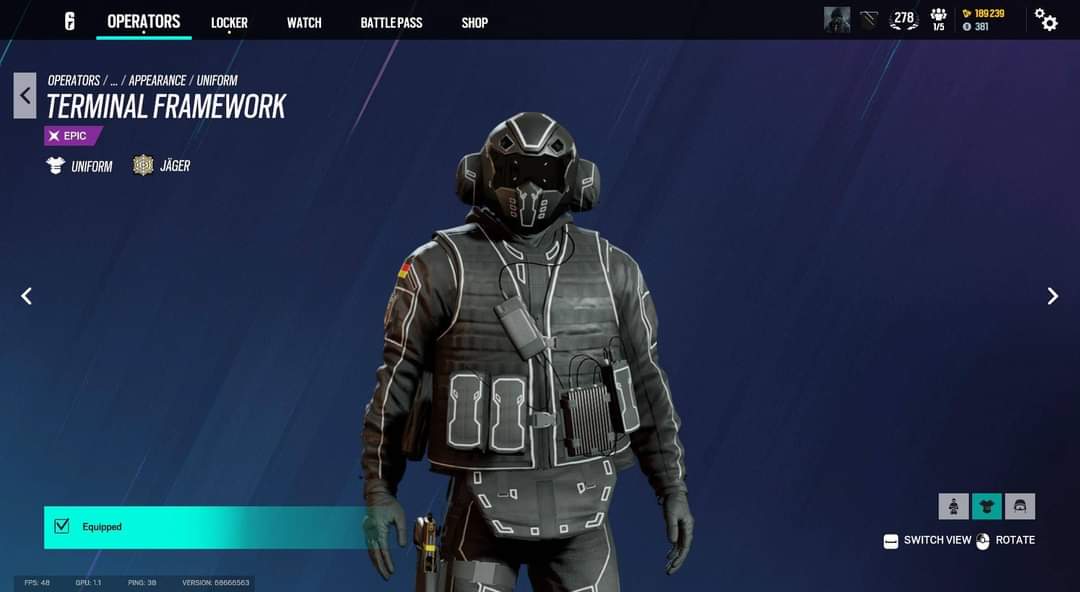 OPERATORS LOCKER WATCH BATTLE PASS SHOP
278 1/5 189 239
381
OPERATORS / ... / APPEARANCE / UNIFORM
TERMINAL FRAMEWORK
EPIC
UNIFORM JÄGER
Equipped
SWITCH VIEW ROTATE
FPS: 48 GPU: 1.1 PING: 38 VERSION: 68666563